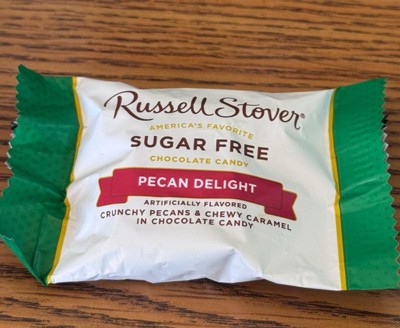 Russell Stover®
AMERICA'S FAVORITE
SUGAR FREE
CHOCOLATE CANDY
PECAN DELIGHT
ARTIFICIALLY FLAVORED
CRUNCHY PECANS & CHEWY CARAMEL
IN CHOCOLATE CANDY